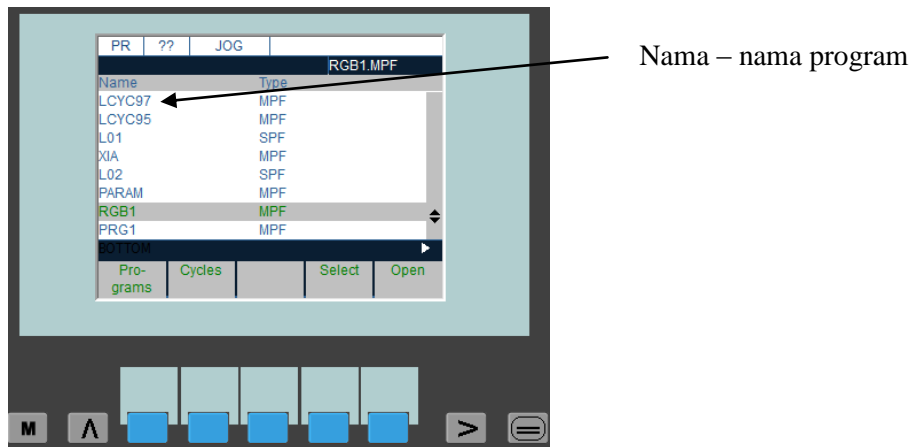 PR ?? JOG
RGB1.MPF
Nama – nama program
Name Type
LCYC97 MPF
LCYC95 MPF
L01 SPF
XIA MPF
L02 SPF
PARAM MPF
RGB1 MPF
PRG1 MPF
BOTTOM
Pro- Cycles Select Open
grams
M Λ >